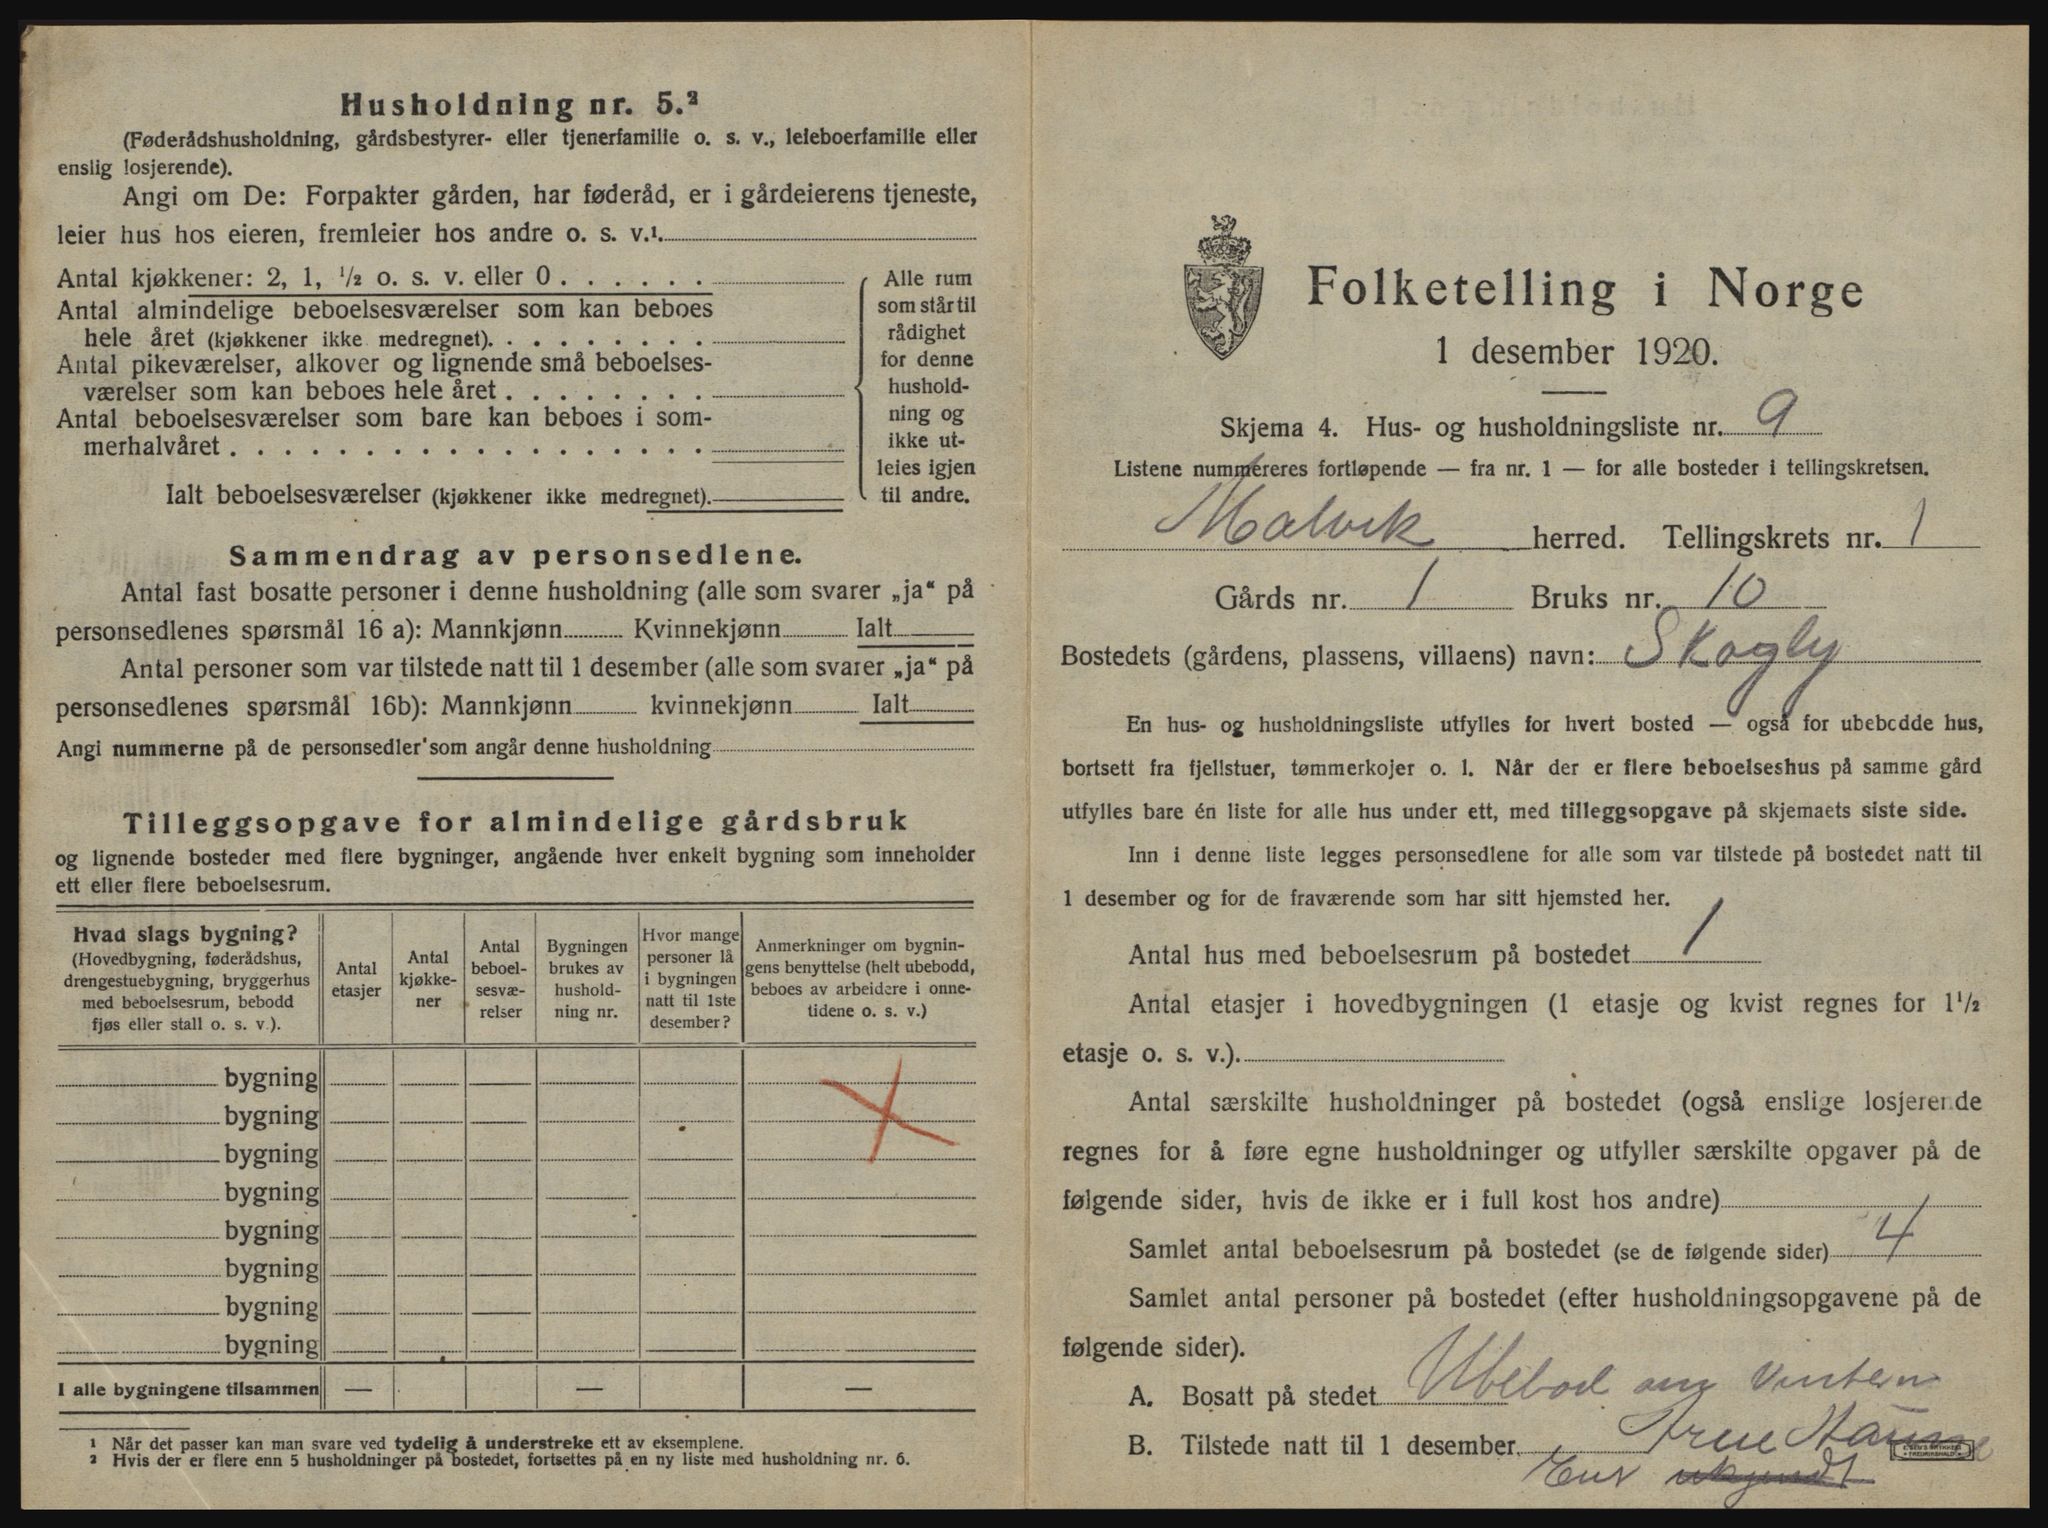 Husholdning nr. 5.²
(Føderådshusholdning, gårdsbestyrer- eller tjenerfamilie o. s. v., leieboerfamilie eller
enslig losjerende).
Angi om De: Forpakter gården, har føderåd, er i gårdeierens tjeneste,
leier hus hos eieren, fremleier hos andre o. s. v.¹
Antal kjøkkener: 2, 1, ½ o. s. v. eller 0 . . . . . .
Antal almindelige beboelsesværelser som kan beboes
hele året (kjøkkener ikke medregnet). . . . . . . . .
Antal pikeværelser, alkover og lignende små beboelses-
værelser som kan beboes hele året . . . . . . . .
Antal beboelsesværelser som bare kan beboes i som-
merhalvåret . . . . . . . . . . . . . . . . . .
Ialt beboelsesværelser (kjøkkener ikke medregnet).
Alle rum
som står til
rådighet
for denne
hushold-
ning og
ikke ut-
leies igjen
til andre.
Sammendrag av personsedlene.
Antal fast bosatte personer i denne husholdning (alle som svarer „ja“ på
personsedlenes spørsmål 16 a): Mannkjønn Kvinnekjønn Ialt
Antal personer som var tilstede natt til 1 desember (alle som svarer „ja“ på
personsedlenes spørsmål 16b): Mannkjønn kvinnekjønn Ialt
Angi nummerne på de personsedler som angår denne husholdning
Tilleggsopgave for almindelige gårdsbruk
og lignende bosteder med flere bygninger, angående hver enkelt bygning som inneholder
ett eller flere beboelsesrum.
Hvad slags bygning?
(Hovedbygning, føderådshus,
drengestuebygning, bryggerhus
med beboelsesrum, bebodd
fjøs eller stall o. s. v.).
Antal
etasjer
Antal
kjøkke-
ner
Antal
beboel-
sesvæ-
relser
Bygningen
brukes av
hushold-
ning nr.
Hvor mange
personer lå
i bygningen
natt til 1ste
desember?
Anmerkninger om bygnin-
gens benyttelse (helt ubebodd,
beboes av arbeidere i onne-
tidene o. s. v.)
bygning
bygning
bygning
bygning
bygning
bygning
bygning
bygning
I alle bygningene tilsammen — — —
¹ Når det passer kan man svare ved tydelig å understreke ett av eksemplene.
² Hvis der er flere enn 5 husholdninger på bostedet, fortsettes på en ny liste med husholdning nr. 6.
Folketelling i Norge
1 desember 1920.
Skjema 4. Hus- og husholdningsliste nr. 9
Listene nummereres fortløpende — fra nr. 1 — for alle bosteder i tellingskretsen.
Malvik herred. Tellingskrets nr. 1
Gårds nr. 1 Bruks nr. 10
Bostedets (gårdens, plassens, villaens) navn: Skogly
En hus- og husholdningsliste utfylles for hvert bosted — også for ubebodde hus,
bortsett fra fjellstuer, tømmerkojer o. l. Når der er flere beboelseshus på samme gård
utfylles bare én liste for alle hus under ett, med tilleggsopgave på skjemaets siste side.
Inn i denne liste legges personsedlene for alle som var tilstede på bostedet natt til
1 desember og for de fraværende som har sitt hjemsted her.
Antal hus med beboelsesrum på bostedet 1
Antal etasjer i hovedbygningen (1 etasje og kvist regnes for 1½
etasje o. s. v.).
Antal særskilte husholdninger på bostedet (også enslige losjerende
regnes for å føre egne husholdninger og utfyller særskilte opgaver på de
følgende sider, hvis de ikke er i full kost hos andre)
Samlet antal beboelsesrum på bostedet (se de følgende sider) 4
Samlet antal personer på bostedet (efter husholdningsopgavene på de
følgende sider).
A. Bosatt på stedet Ubebod om Vintern
B. Tilstede natt til 1 desember